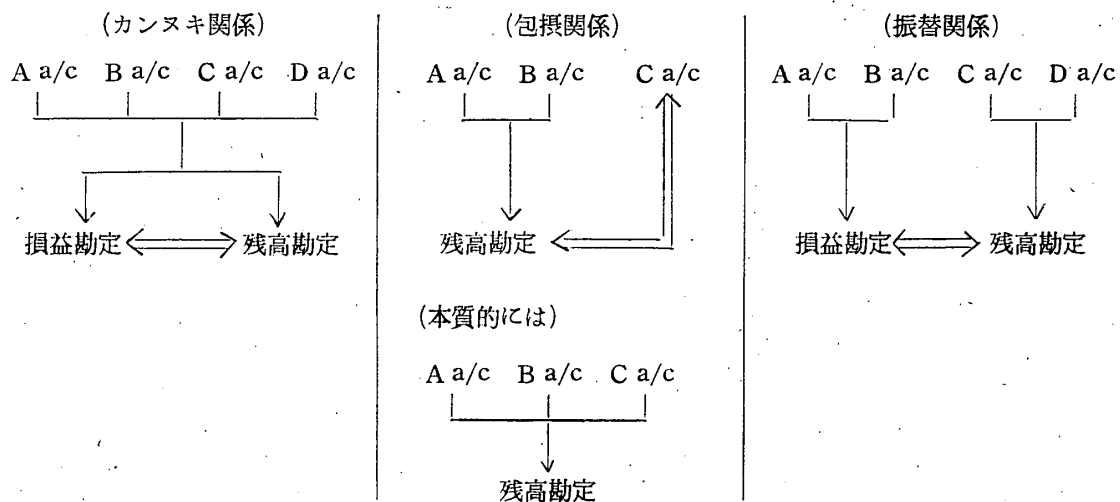 (カンヌキ関係)
A a/c B a/c C a/c D a/c
損益勘定 残高勘定
(包摂関係)
A a/c B a/c C a/c
残高勘定
(本質的には)
A a/c B a/c C a/c
残高勘定
(振替関係)
A a/c B a/c C a/c D a/c
損益勘定 残高勘定